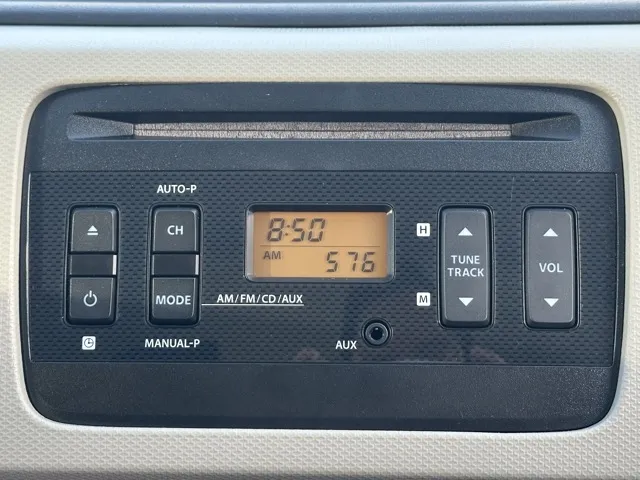 AUTO-P
CH
MODE
MANUAL-P
AM/FM/CD/AUX
8:50
AM 576
AUX
H
M
TUNE
TRACK
VOL